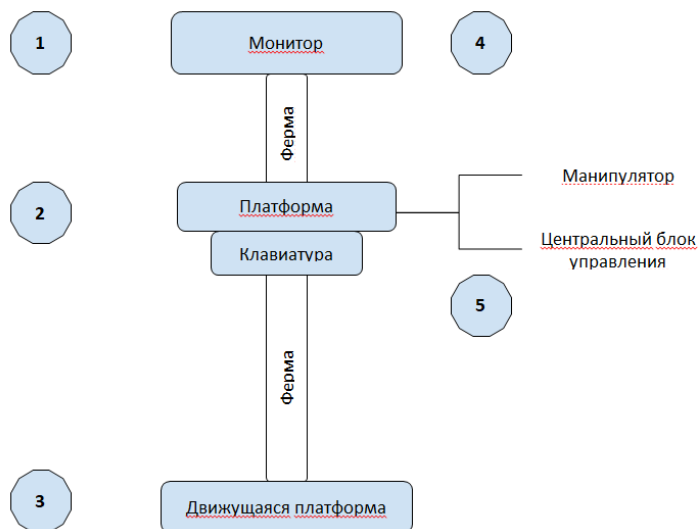 1
Монитор
4
Ферма
Манипулятор
2
Платформа
Клавиатура
Центральный блок
управления
5
Ферма
3
Движущаяся платформа